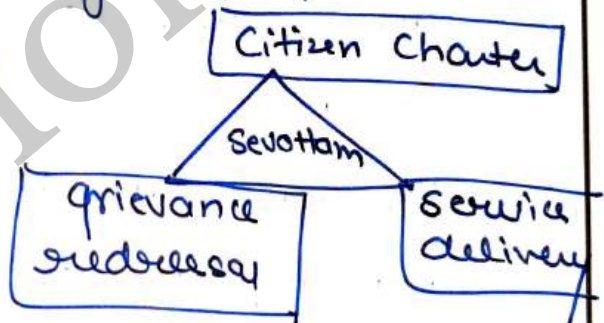 Citizen Charter
Sevottam
grievance
redressal
service
delivery